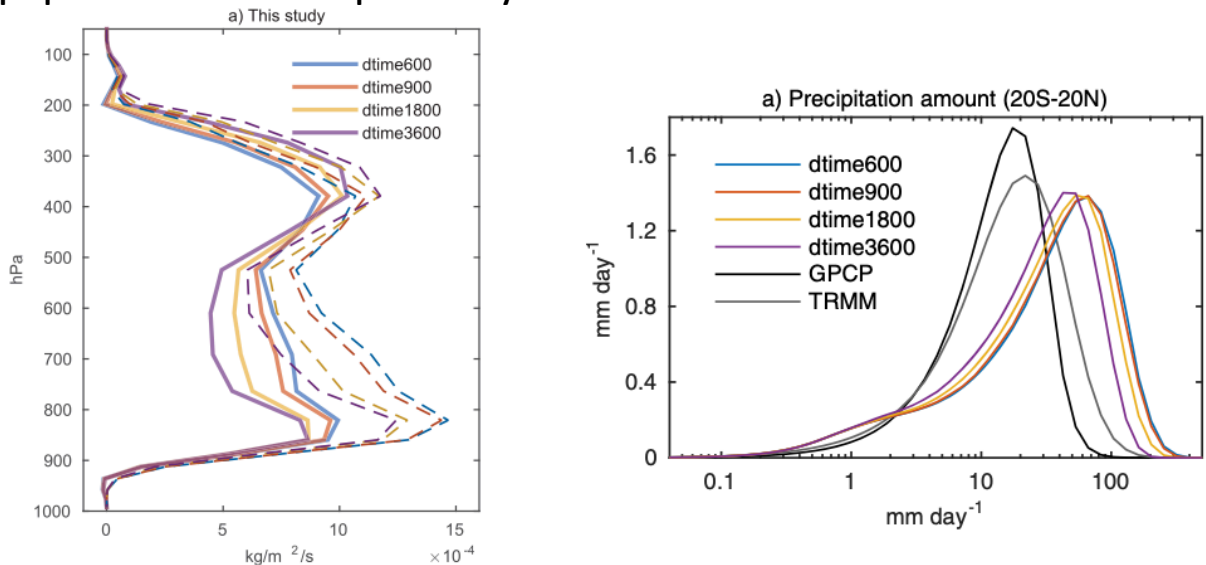 a) This study
100
200
300
400
500
600
700
800
900
1000
hPa
0
5
10
15
kg/m ²/s
×10⁻⁴
dtime600
dtime900
dtime1800
dtime3600
a) Precipitation amount (20S-20N)
1.6
1.2
0.8
0.4
0
mm day⁻¹
0.1
1
10
100
mm day⁻¹
dtime600
dtime900
dtime1800
dtime3600
GPCP
TRMM